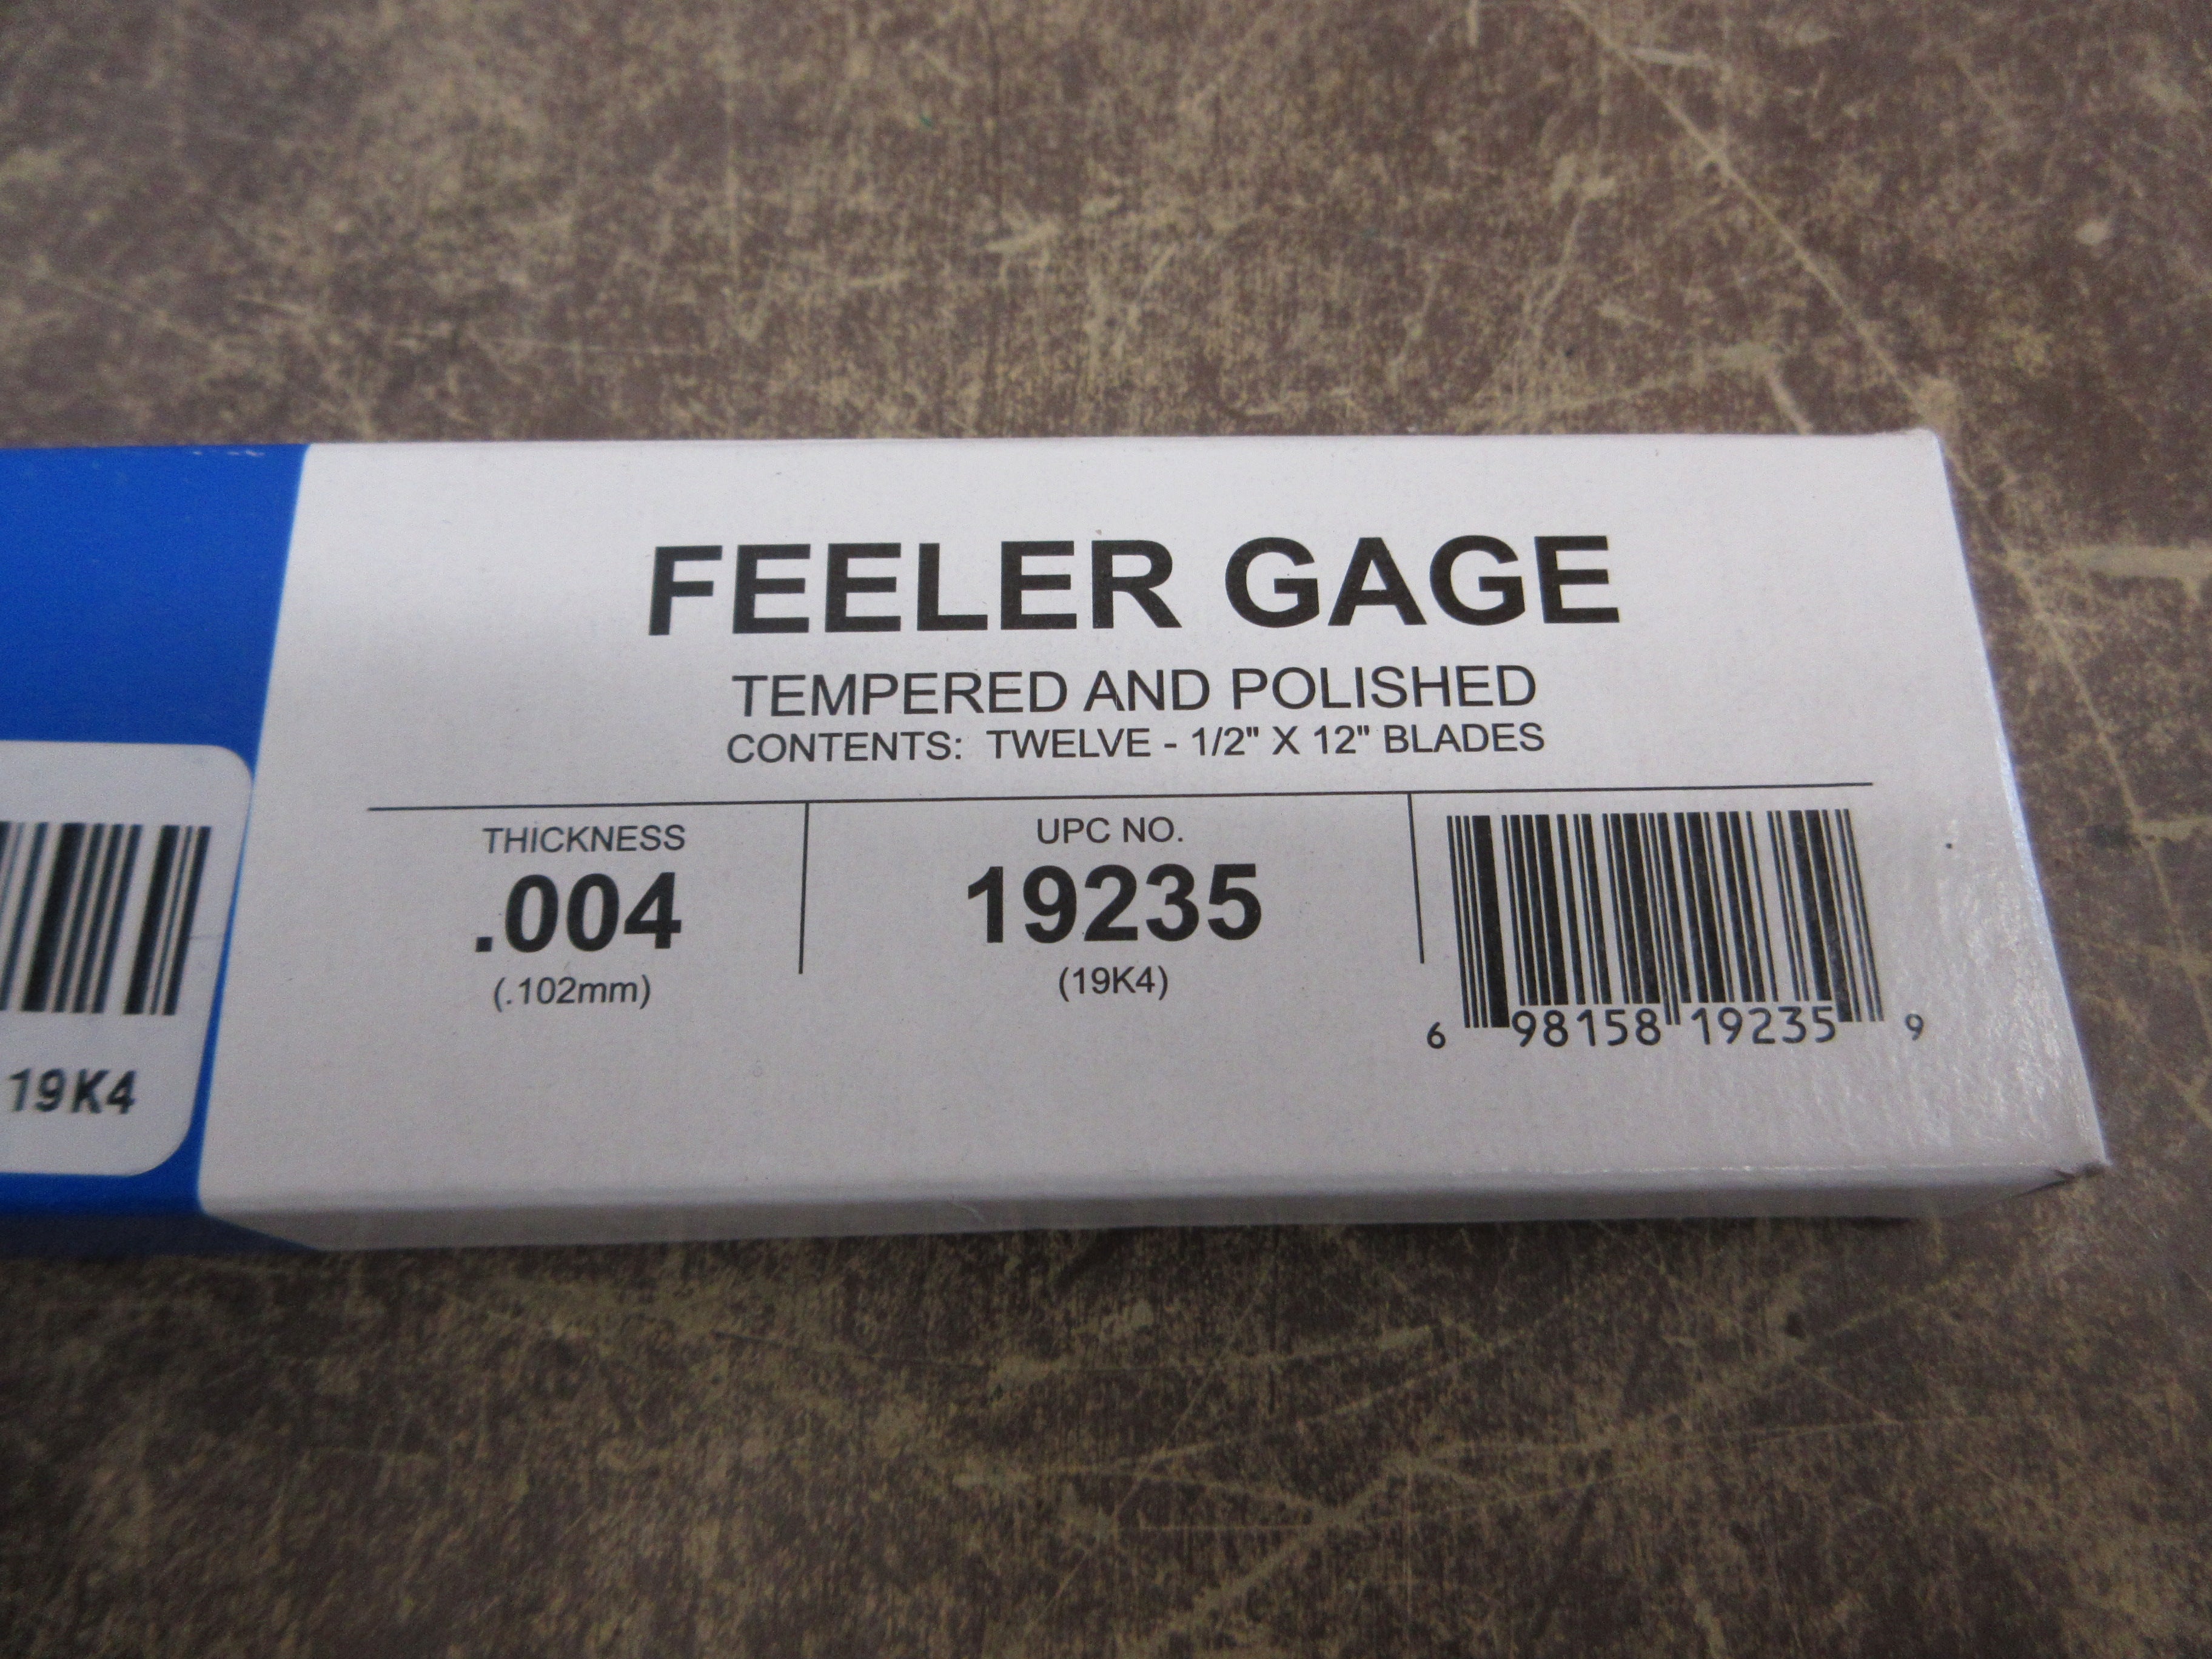 FEELER GAGE
TEMPERED AND POLISHED
CONTENTS: TWELVE - 1/2" X 12" BLADES
THICKNESS
.004
(.102mm)
UPC NO.
19235
(19K4)
6 98158 19235 9
19K4